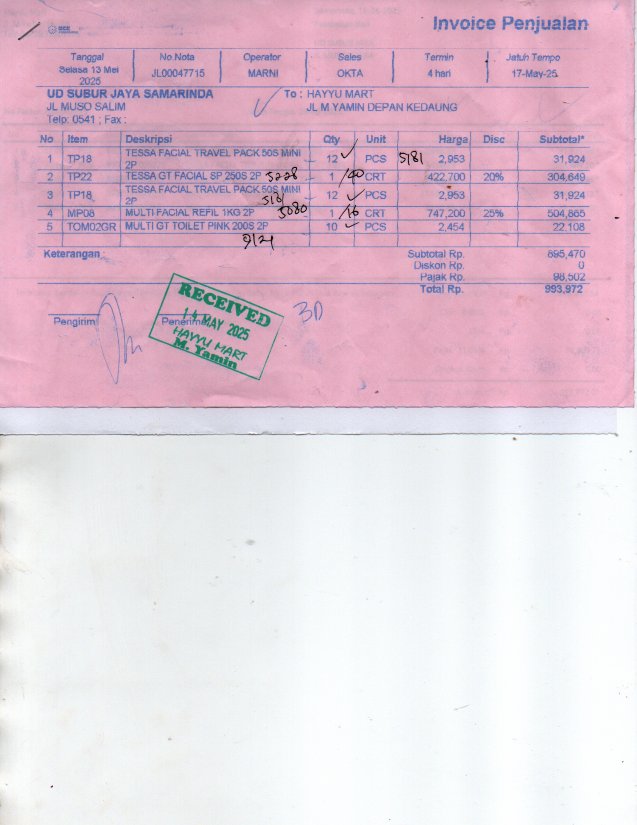 Invoice Penjualan
Tanggal No Nota Operator Sales Termin Jatuh Tempo
Selasa 13 Mei 2025 JL00047715 MARNI OKTA 4 hari 17-May-25
UD SUBUR JAYA SAMARINDA To : HAYYU MART
JL MUSO SALIM JL M YAMIN DEPAN KEDAUNG
Telp: 0541 ; Fax :
No Item Deskripsi Qty Unit Harga Disc Subtotal*
1 TP18 TESSA FACIAL TRAVEL PACK 50S MINI 2P 12 PCS 5181 2,953 31,924
2 TP22 TESSA GT FACIAL SP 250S 2P 5228 1 /40 CRT 422,700 20% 304,649
3 TP18 TESSA FACIAL TRAVEL PACK 50S MINI 2P 5181 12 PCS 2,953 31,924
4 MP08 MULTI FACIAL REFIL 1KG 2P 5080 1 /16 CRT 747,200 25% 504,865
5 TOM02GR MULTI GT TOILET PINK 200S 2P 10 PCS 2,454 22,108
Keterangan Subtotal Rp. 895,470
Diskon Rp. 0
Pajak Rp. 98,502
Total Rp. 993,972
Pengirim Penerima
RECEIVED
14 MAY 2025
HAYYU MART
M. Yamin
3D